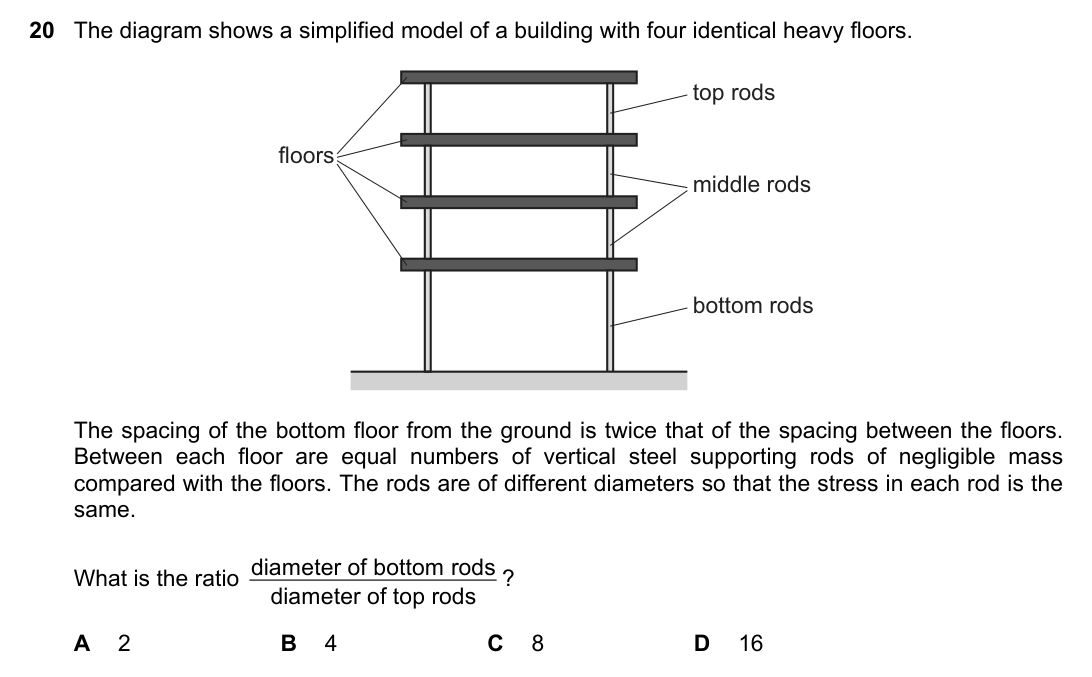 20 The diagram shows a simplified model of a building with four identical heavy floors.
top rods
floors
middle rods
bottom rods
The spacing of the bottom floor from the ground is twice that of the spacing between the floors.
Between each floor are equal numbers of vertical steel supporting rods of negligible mass
compared with the floors. The rods are of different diameters so that the stress in each rod is the
same.
What is the ratio diameter of bottom rods / diameter of top rods ?
A 2 B 4 C 8 D 16